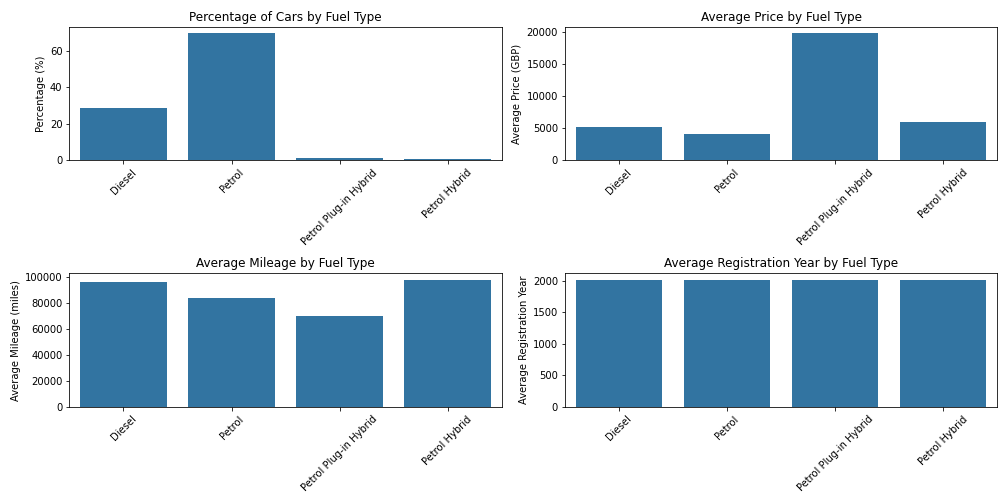 Percentage of Cars by Fuel Type
Percentage (%)
60
40
20
0
Diesel
Petrol
Petrol Plug-in Hybrid
Petrol Hybrid
Average Price by Fuel Type
Average Price (GBP)
20000
15000
10000
5000
0
Diesel
Petrol
Petrol Plug-in Hybrid
Petrol Hybrid
Average Mileage by Fuel Type
Average Mileage (miles)
100000
80000
60000
40000
20000
0
Diesel
Petrol
Petrol Plug-in Hybrid
Petrol Hybrid
Average Registration Year by Fuel Type
Average Registration Year
2000
1500
1000
500
0
Diesel
Petrol
Petrol Plug-in Hybrid
Petrol Hybrid